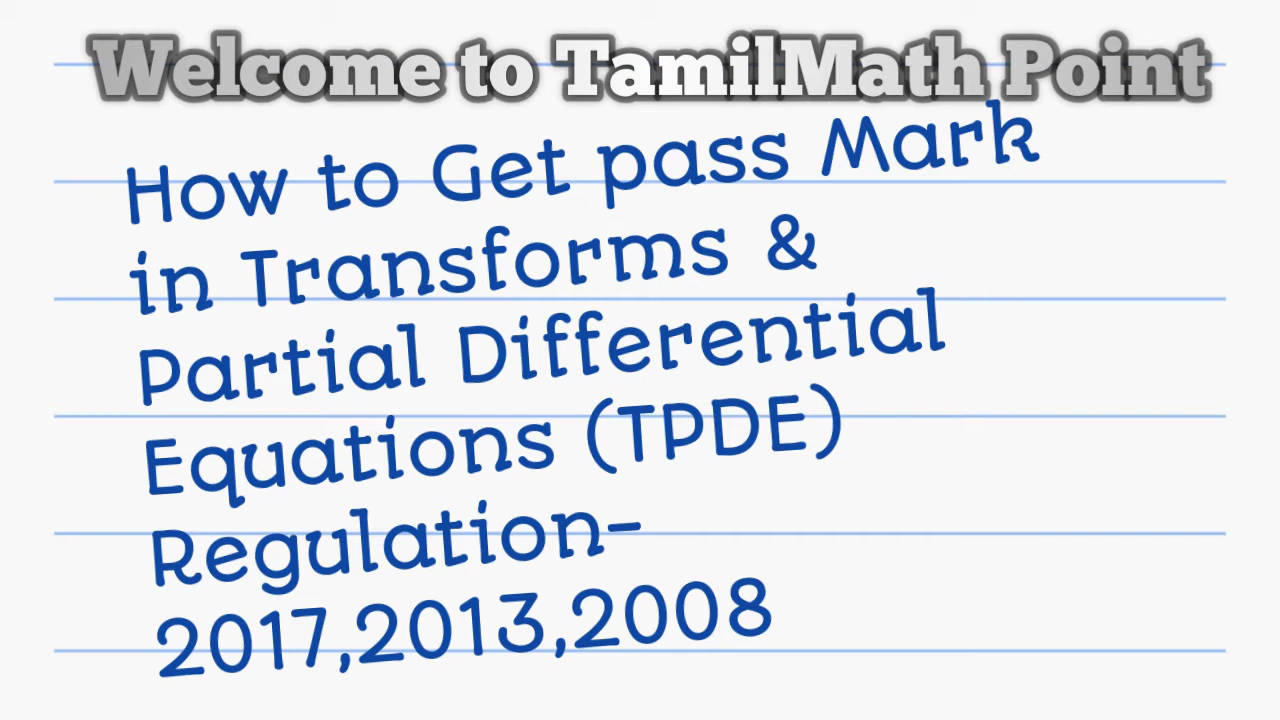 Welcome to TamilMath Point
How to Get pass Mark
in Transforms &
Partial Differential
Equations (TPDE)
Regulation-
2017,2013,2008